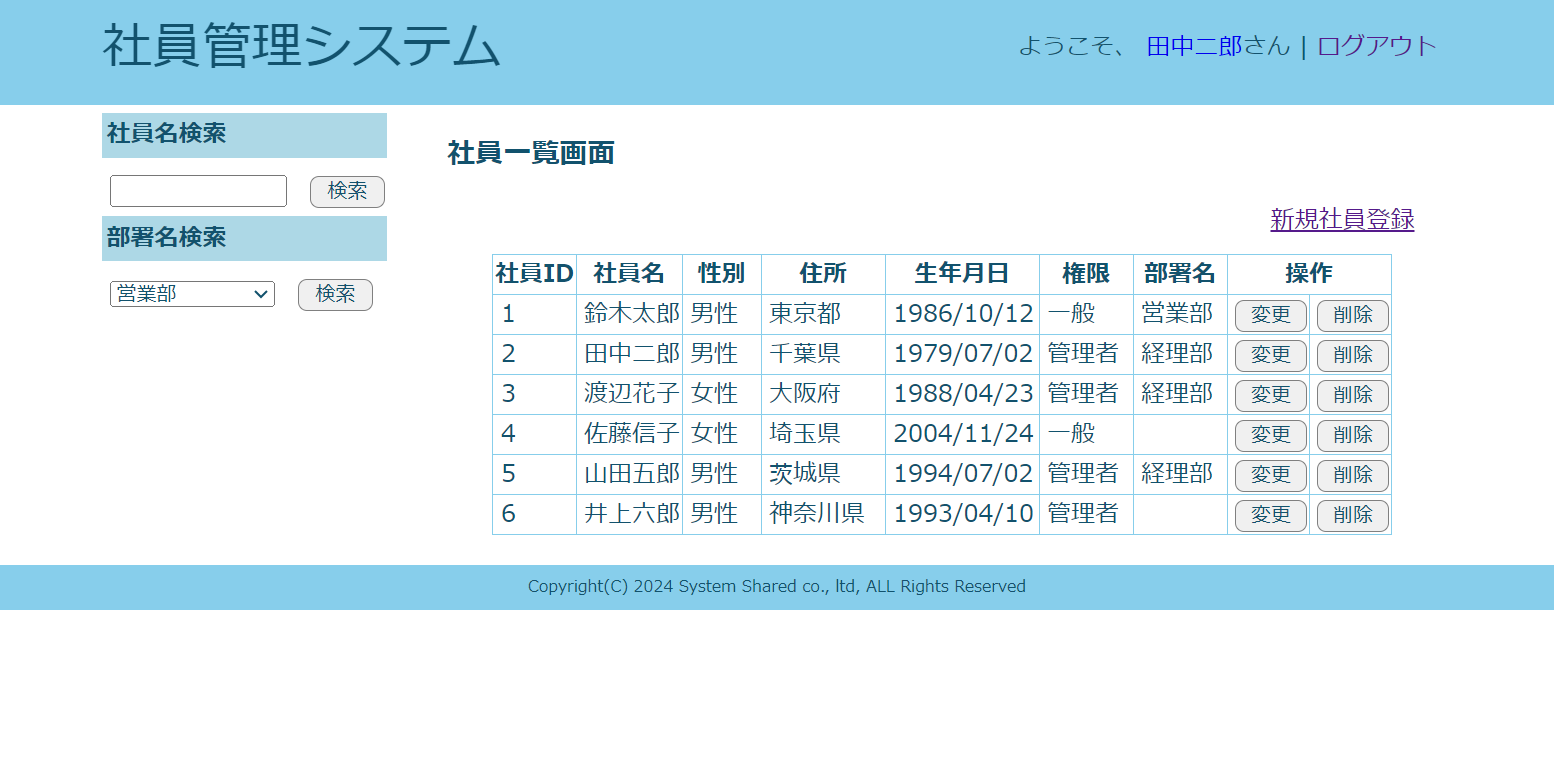 社員管理システム
ようこそ、 田中二郎さん | ログアウト
社員名検索
検索
部署名検索
営業部 検索
社員一覧画面
新規社員登録
社員ID 社員名 性別 住所 生年月日 権限 部署名 操作
1 鈴木太郎 男性 東京都 1986/10/12 一般 営業部 変更 削除
2 田中二郎 男性 千葉県 1979/07/02 管理者 経理部 変更 削除
3 渡辺花子 女性 大阪府 1988/04/23 管理者 経理部 変更 削除
4 佐藤信子 女性 埼玉県 2004/11/24 一般 変更 削除
5 山田五郎 男性 茨城県 1994/07/02 管理者 経理部 変更 削除
6 井上六郎 男性 神奈川県 1993/04/10 管理者 変更 削除
Copyright(C) 2024 System Shared co., ltd, ALL Rights Reserved